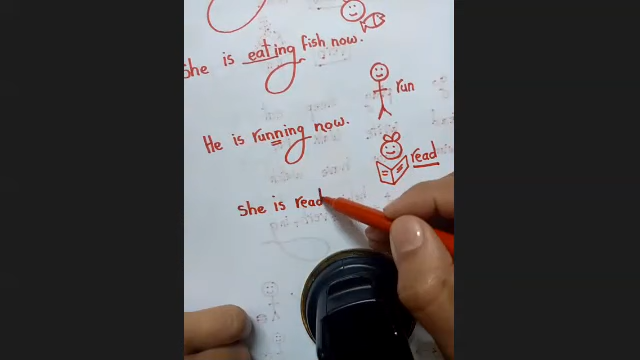 She is eating fish now.
run
He is running now.
read
She is read